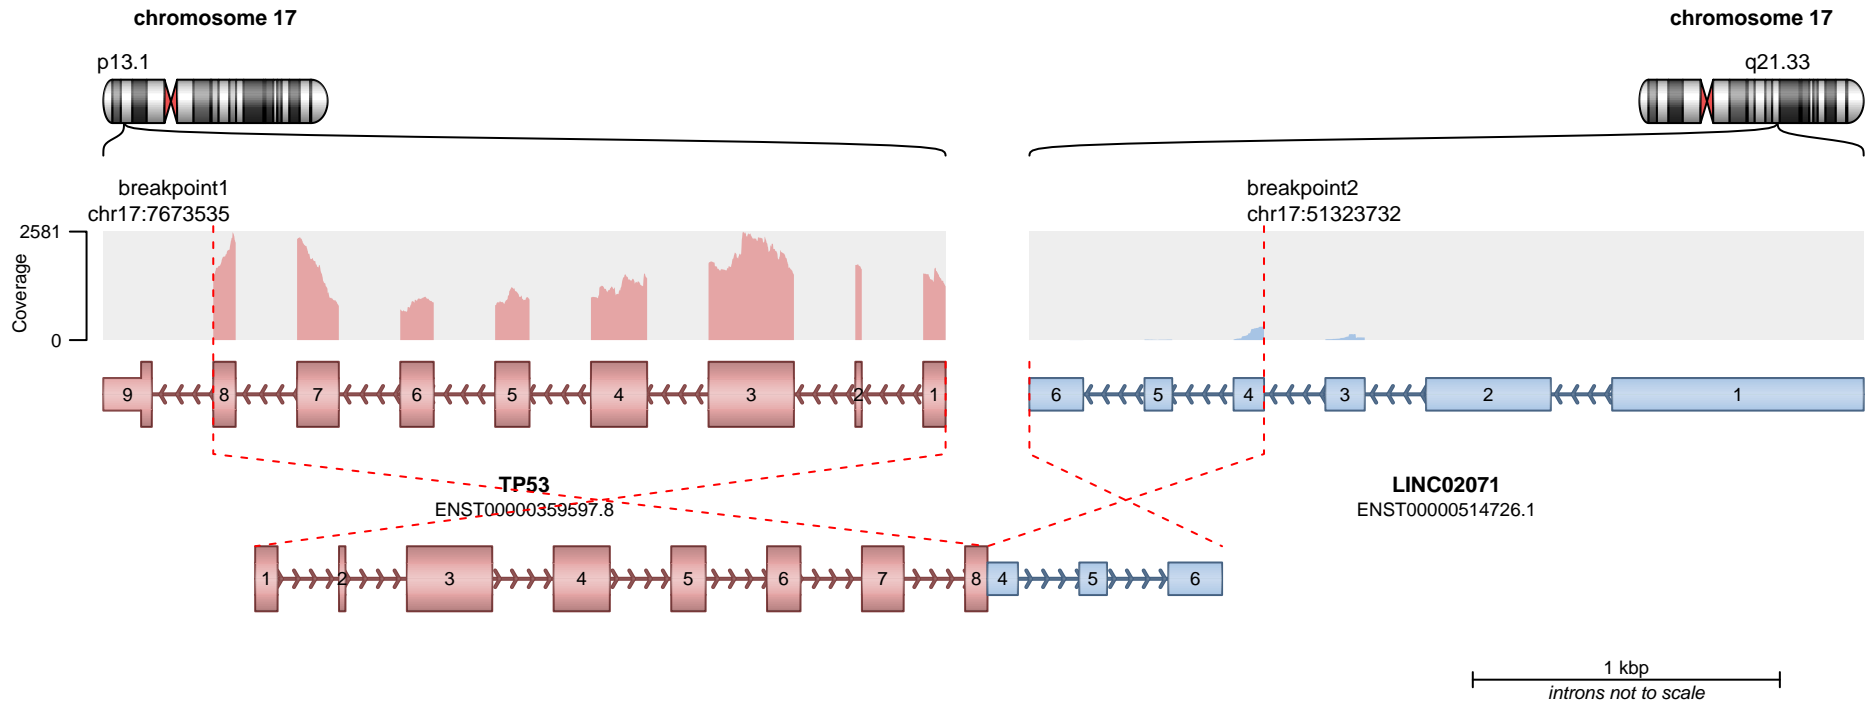 chromosome 17
chromosome 17
p13.1
q21.33
breakpoint1
chr17:7673535
breakpoint2
chr17:51323732
2581
Coverage
0
9 8 7 6 5 4 3 2 1
6 5 4 3 2 1
TP53
ENST00000359597.8
LINC02071
ENST00000514726.1
1 2 3 4 5 6 7 8 4 5 6
1 kbp
introns not to scale